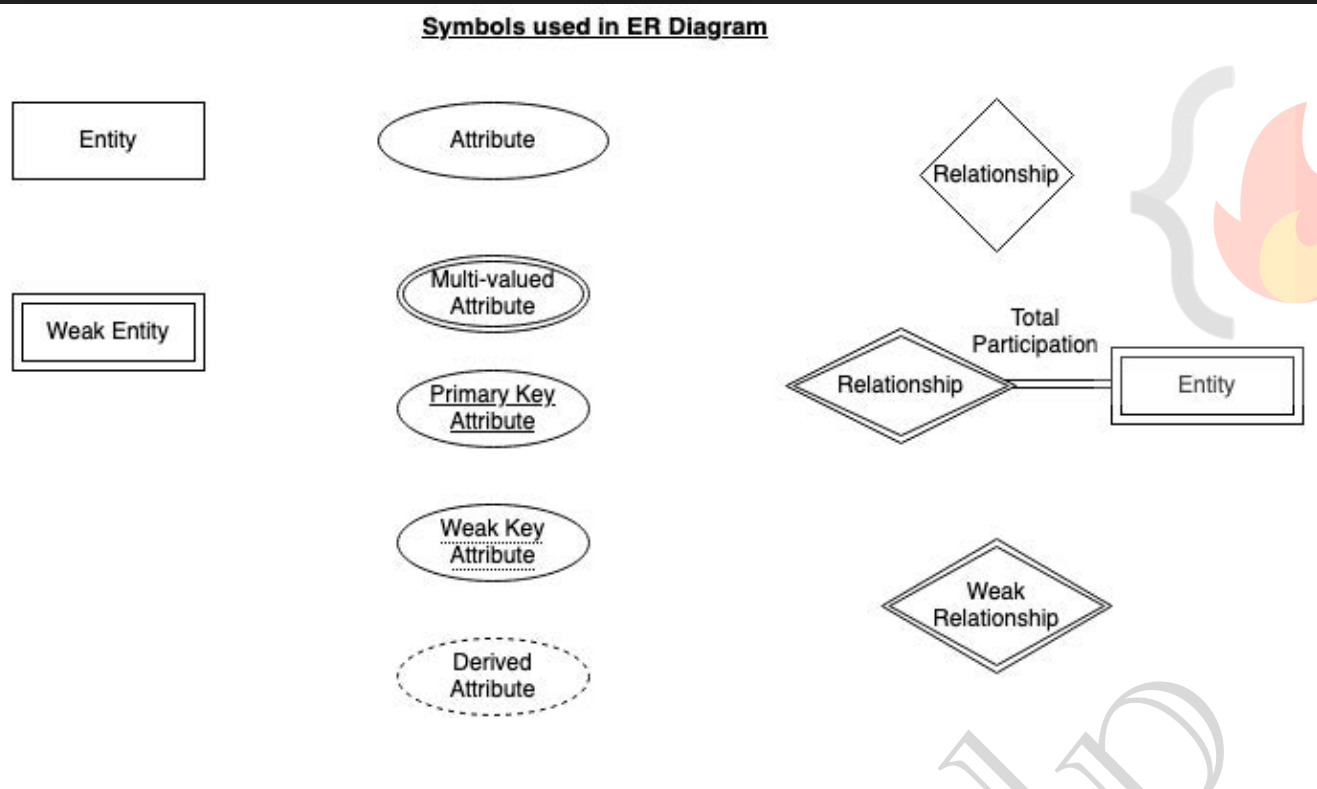 Symbols used in ER Diagram
Entity
Attribute
Relationship
Weak Entity
Multi-valued
Attribute
Total
Participation
Relationship
Entity
Primary Key
Attribute
Weak Key
Attribute
Weak
Relationship
Derived
Attribute